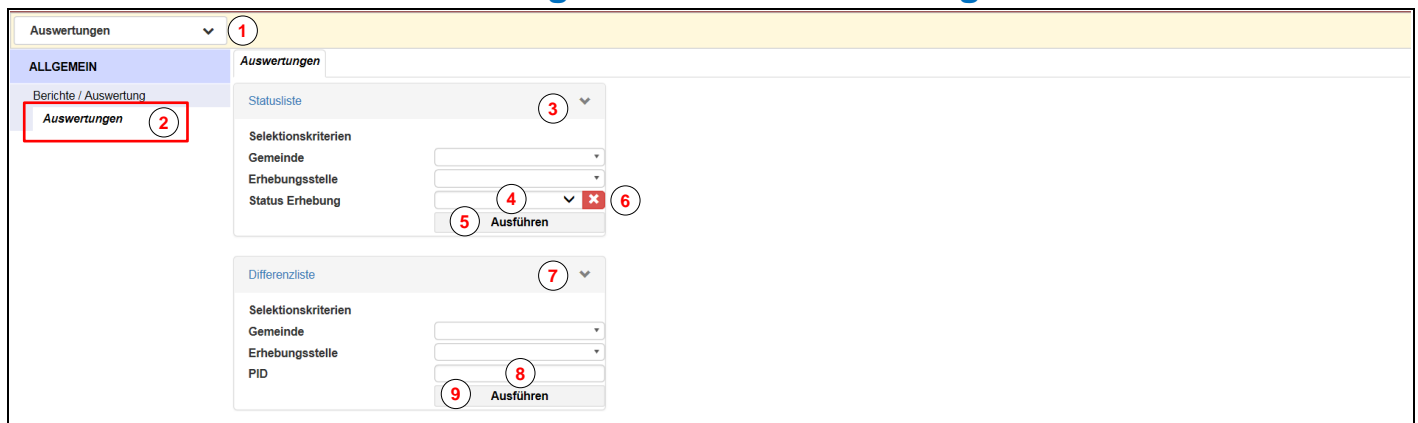 Auswertungen 1
ALLGEMEIN
Auswertungen
Berichte / Auswertung
Auswertungen 2
Statusliste 3
Selektionskriterien
Gemeinde
Erhebungsstelle
Status Erhebung 4 6
5 Ausführen
Differenzliste 7
Selektionskriterien
Gemeinde
Erhebungsstelle
PID 8
9 Ausführen